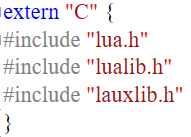 extern "C" {
#include "lua.h"
#include "lualib.h"
#include "lauxlib.h"
}